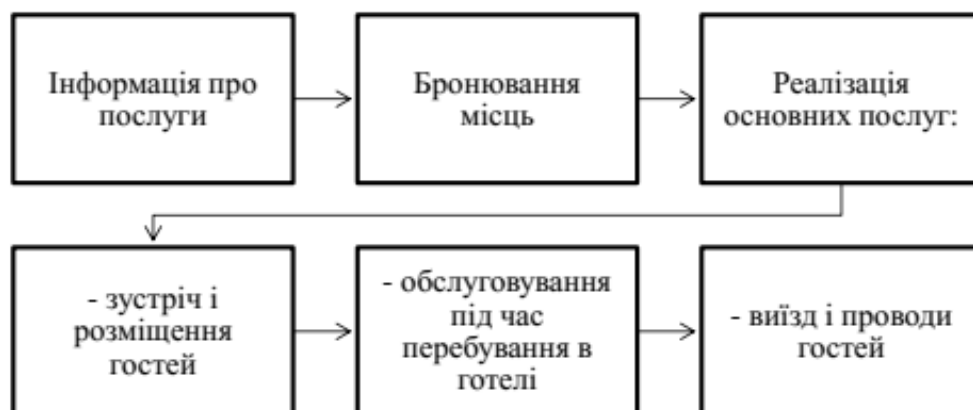 Інформація про
послуги
Бронювання
місць
Реалізація
основних послуг:
- зустріч і
розміщення
гостей
- обслуговування
під час
перебування в
готелі
- виїзд і проводи
гостей